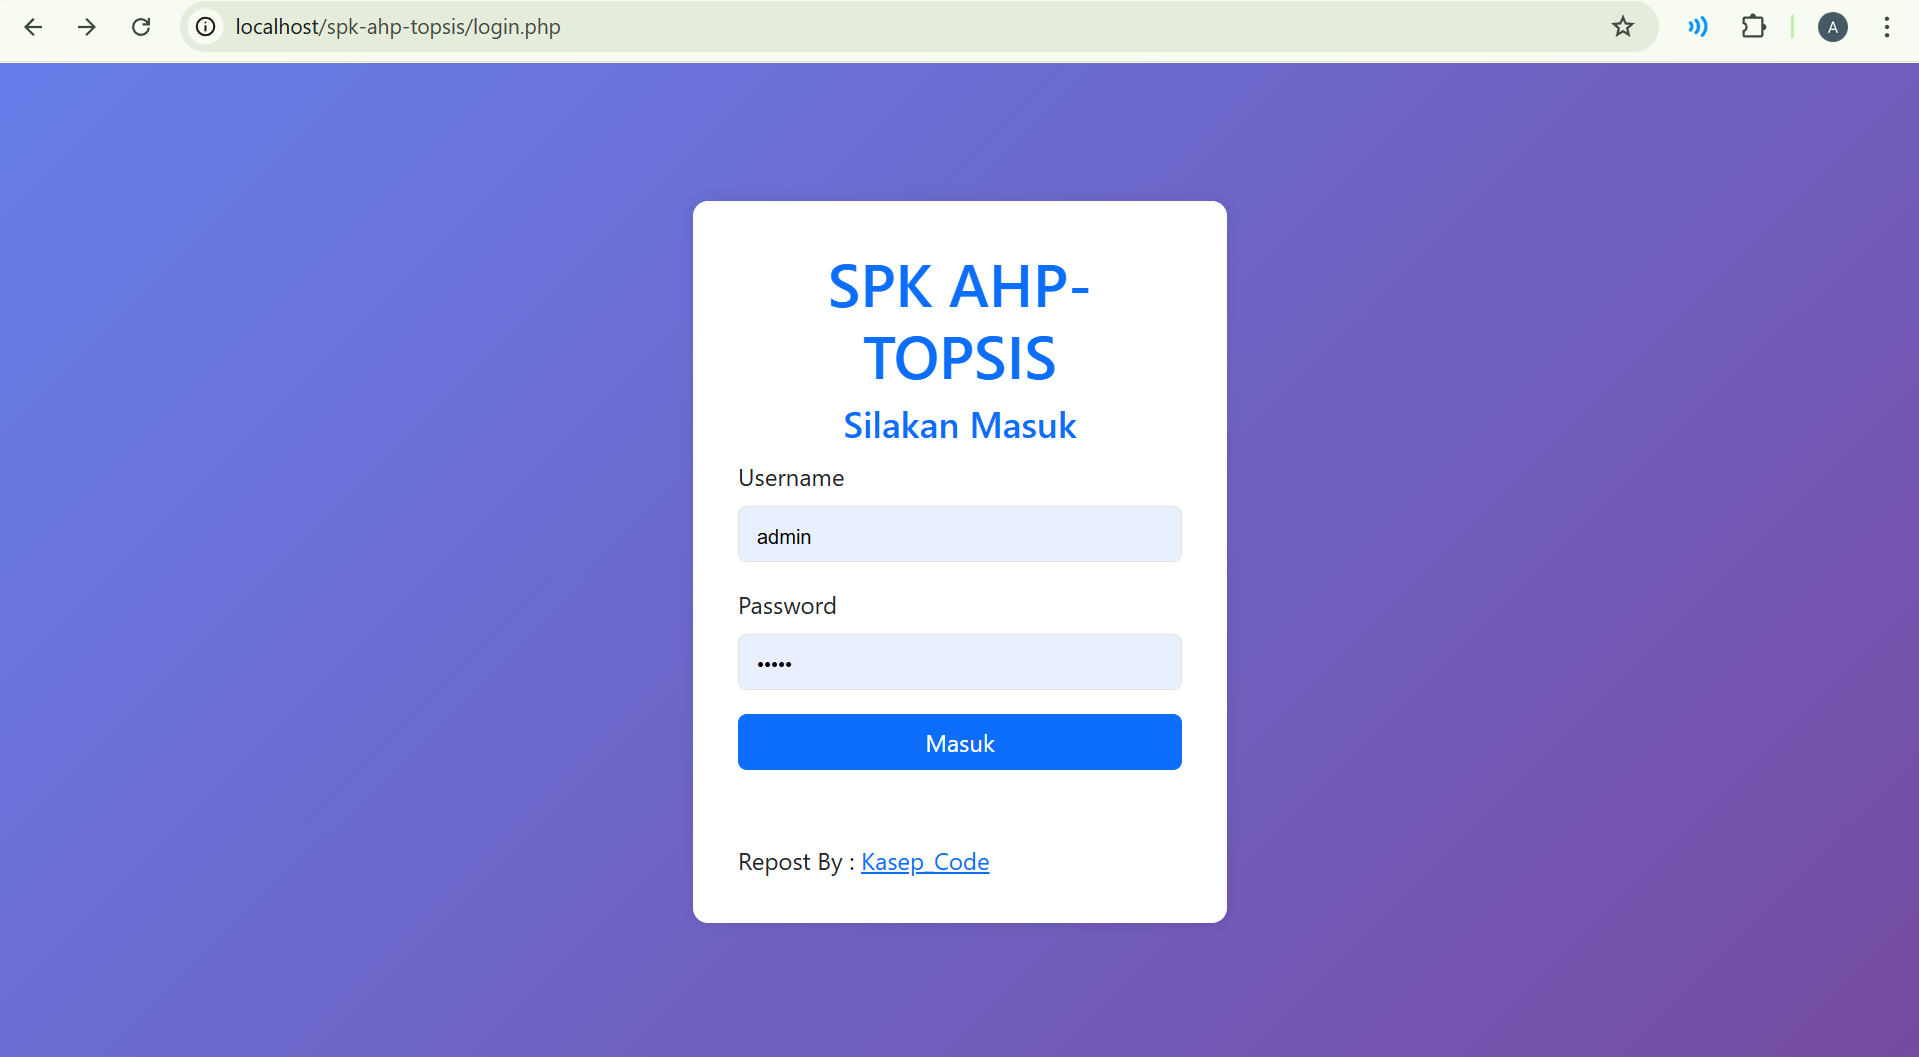 localhost/spk-ahp-topsis/login.php
A
SPK AHP-
TOPSIS
Silakan Masuk
Username
admin
Password
•••••
Masuk
Repost By : Kasep_Code